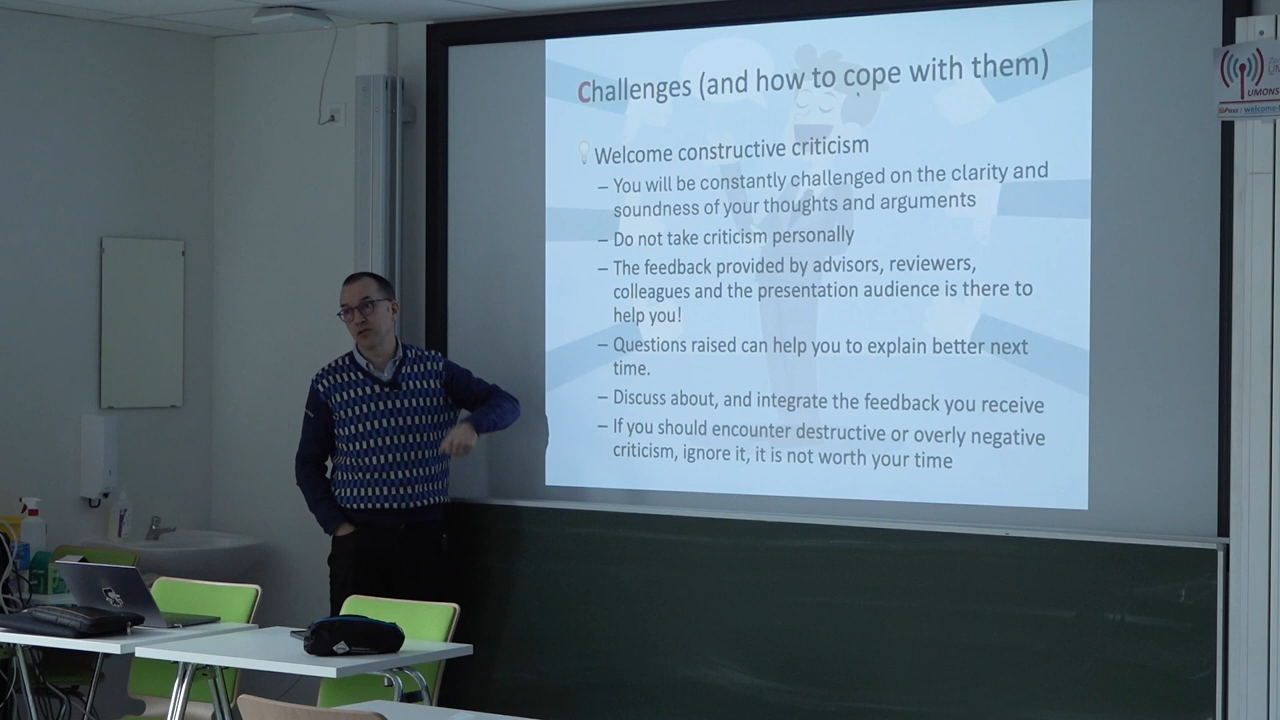 Challenges (and how to cope with them)
Welcome constructive criticism
– You will be constantly challenged on the clarity and
soundness of your thoughts and arguments
– Do not take criticism personally
– The feedback provided by advisors, reviewers,
colleagues and the presentation audience is there to
help you!
– Questions raised can help you to explain better next
time.
– Discuss about, and integrate the feedback you receive
– If you should encounter destructive or overly negative
criticism, ignore it, it is not worth your time
UMONS